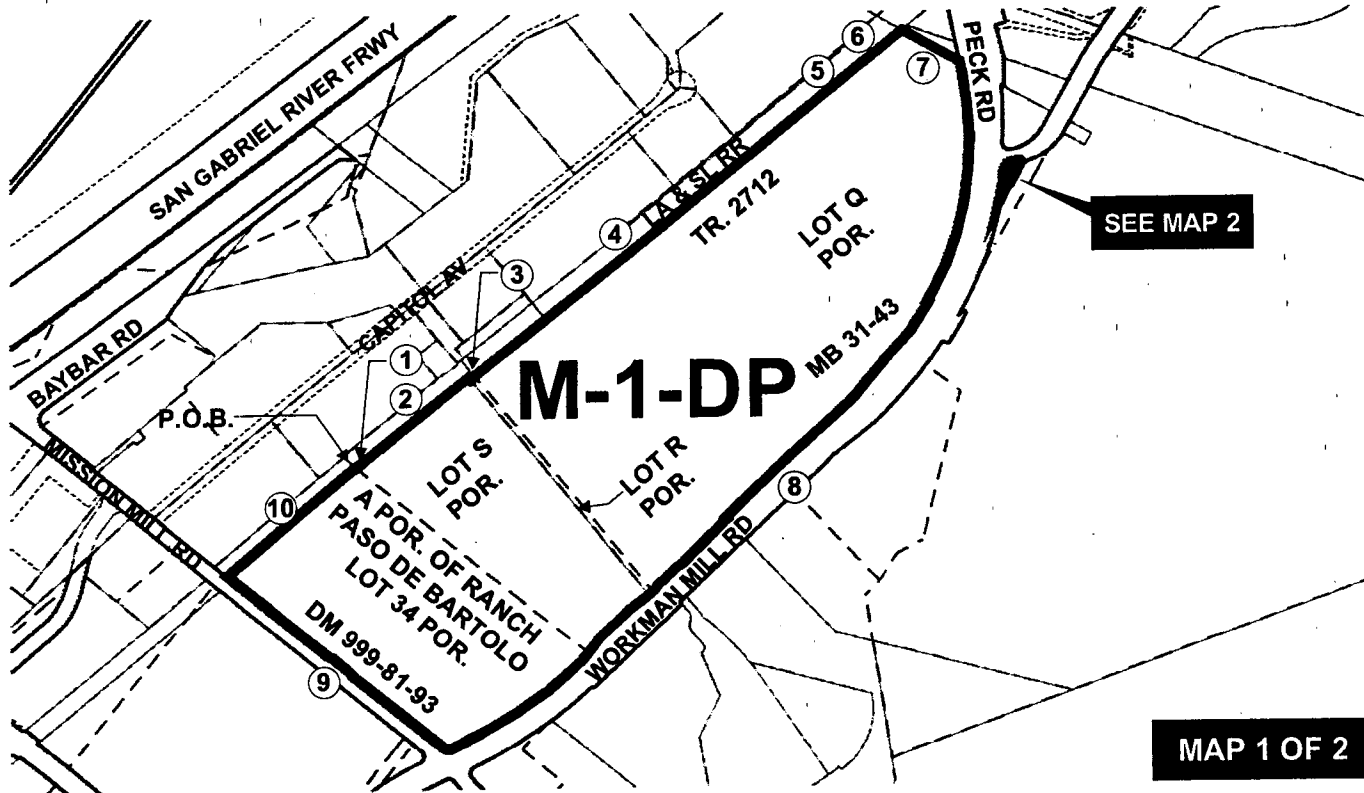 SAN GABRIEL RIVER FRWY
6
5
7
PECK RD
SEE MAP 2
4
LA & SL RR
TR. 2712
LOT Q
POR.
3
CAPITOL AV
MB 31-43
BAYBAR RD
1
2
M-1-DP
P.O.B.
MISSION MILL RD
LOT S
POR.
LOT R
POR.
8
10
A POR. OF RANCH
PASO DE BARTOLO
LOT 34 POR.
DM 999-81-93
WORKMAN MILL RD
9
MAP 1 OF 2